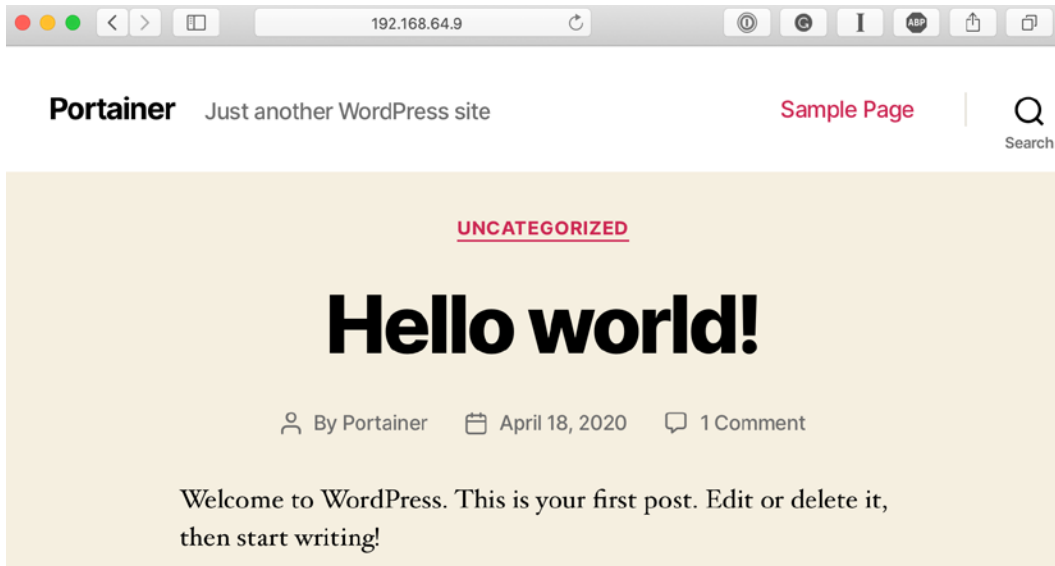 192.168.64.9
ABP
Portainer Just another WordPress site Sample Page
Search
UNCATEGORIZED
Hello world!
By Portainer April 18, 2020 1 Comment
Welcome to WordPress. This is your first post. Edit or delete it,
then start writing!